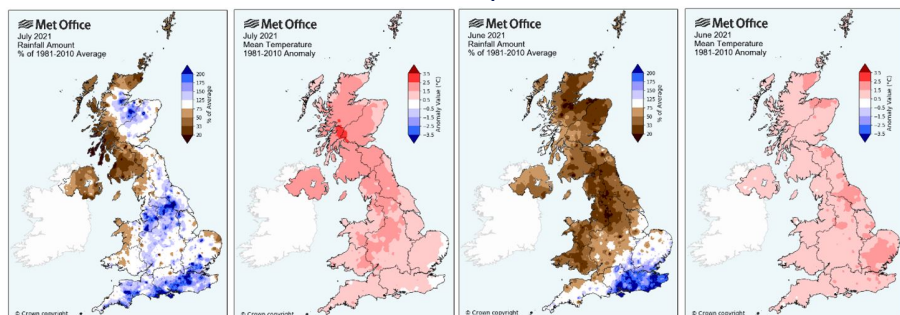 Met Office
July 2021
Rainfall Amount
% of 1981-2010 Average
200
175
125
75
50
33
20
% of Average
© Crown copyright
Met Office
July 2021
Mean Temperature
1981-2010 Anomaly
3.5
2.5
1.5
0.5
-0.5
-1.5
-2.5
-3.5
Anomaly Value (°C)
© Crown copyright
Met Office
June 2021
Rainfall Amount
% of 1981-2010 Average
200
175
125
75
50
33
20
% of Average
© Crown copyright
Met Office
June 2021
Mean Temperature
1981-2010 Anomaly
3.5
2.5
1.5
0.5
-0.5
-1.5
-2.5
-3.5
Anomaly Value (°C)
© Crown copyright